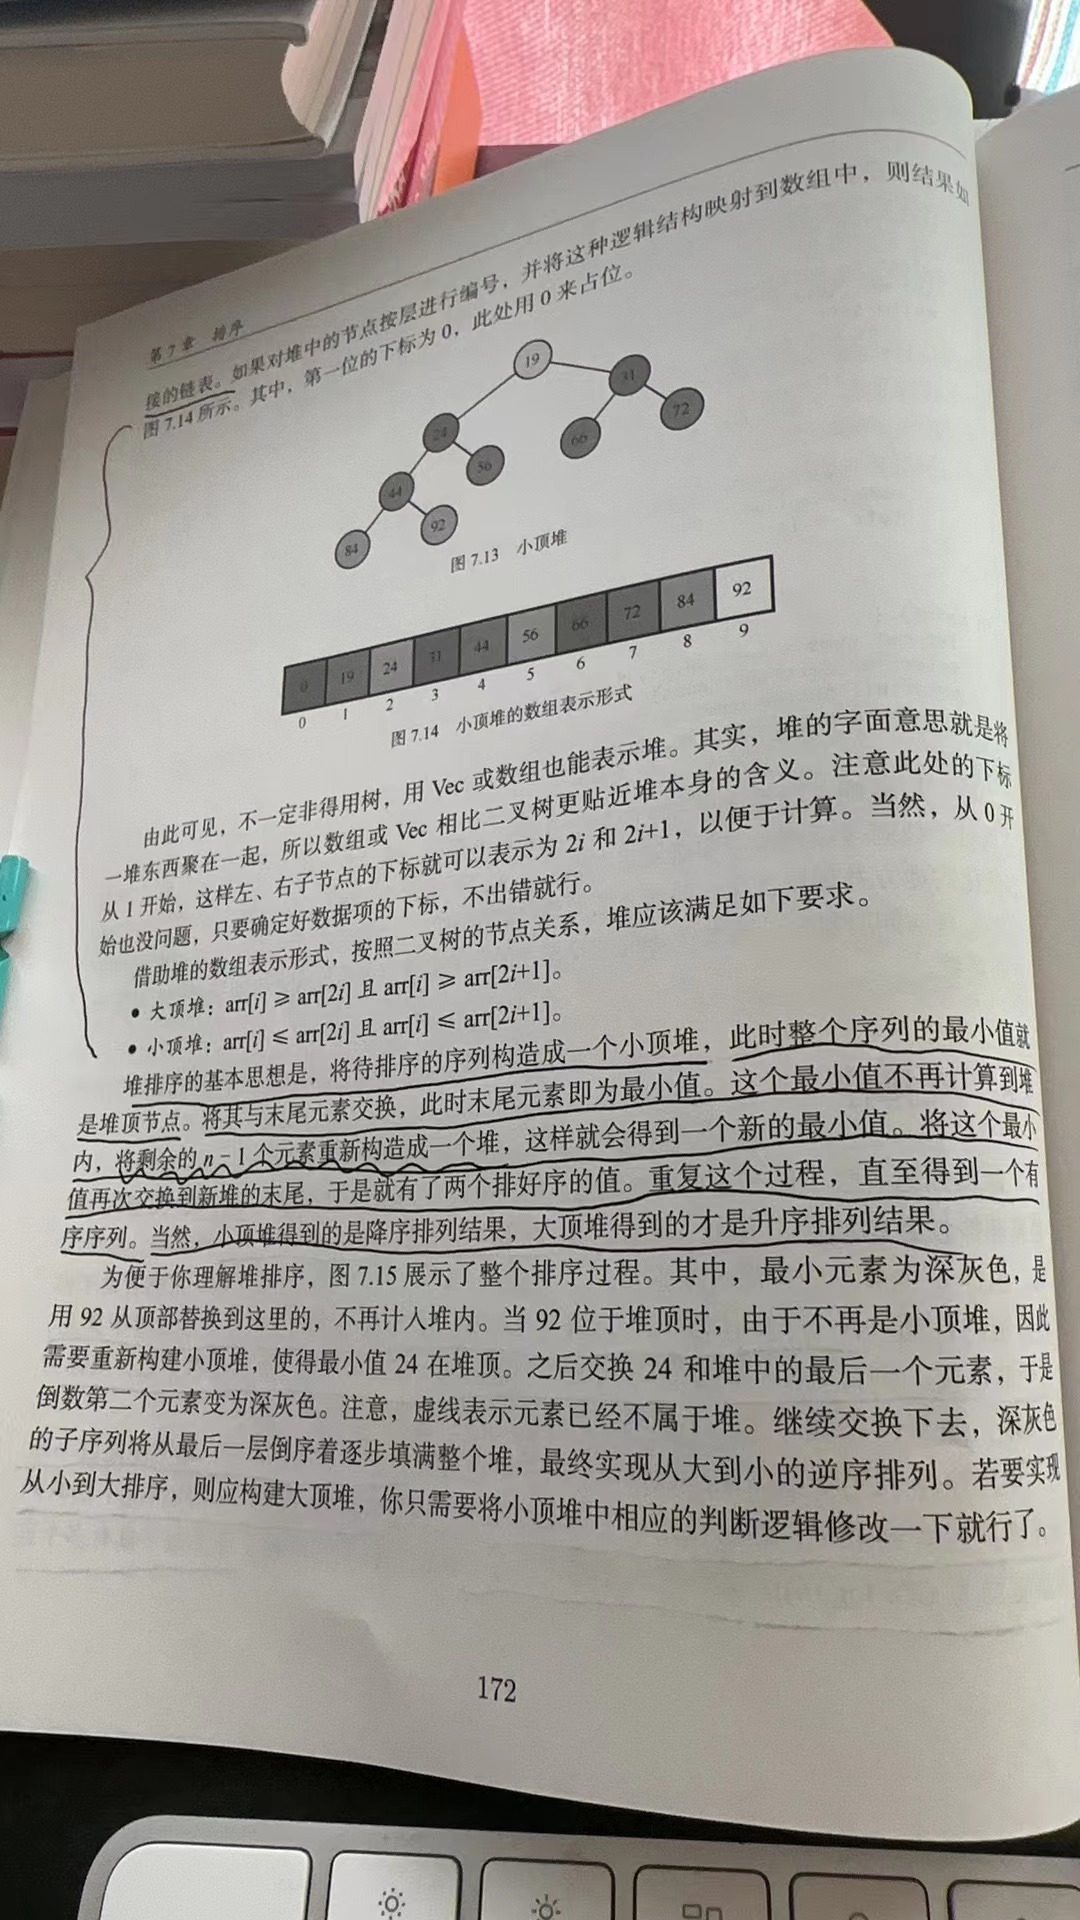 第7章 排序
接的链表。如果对堆中的节点按层进行编号，并将这种逻辑结构映射到数组中，则结果如
图 7.14 所示。其中，第一位的下标为 0，此处用 0 来占位。
19
31
24
72
66
56
44
92
84
图 7.13 小顶堆
0 19 24 31 44 56 66 72 84 92
0 1 2 3 4 5 6 7 8 9
图 7.14 小顶堆的数组表示形式
由此可见，不一定非得用树，用 Vec 或数组也能表示堆。其实，堆的字面意思就是将
一堆东西聚在一起，所以数组或 Vec 相比二叉树更贴近堆本身的含义。注意此处的下标
从 1 开始，这样左、右子节点的下标就可以表示为 2i 和 2i+1，以便于计算。当然，从 0 开
始也没问题，只要确定好数据项的下标，不出错就行。
借助堆的数组表示形式，按照二叉树的节点关系，堆应该满足如下要求。
• 大顶堆：arr[i] ⩾ arr[2i] 且 arr[i] ⩾ arr[2i+1]。
• 小顶堆：arr[i] ⩽ arr[2i] 且 arr[i] ⩽ arr[2i+1]。
堆排序的基本思想是，将待排序的序列构造成一个小顶堆，此时整个序列的最小值就
是堆顶节点。将其与末尾元素交换，此时末尾元素即为最小值。这个最小值不再计算到堆
内，将剩余的 n − 1 个元素重新构造成一个堆，这样就会得到一个新的最小值。将这个最小
值再次交换到新堆的末尾，于是就有了两个排好序的值。重复这个过程，直至得到一个有
序序列。当然，小顶堆得到的是降序排列结果，大顶堆得到的才是升序排列结果。
为便于你理解堆排序，图 7.15 展示了整个排序过程。其中，最小元素为深灰色，是
用 92 从顶部替换到这里的，不再计入堆内。当 92 位于堆顶时，由于不再是小顶堆，因此
需要重新构建小顶堆，使得最小值 24 在堆顶。之后交换 24 和堆中的最后一个元素，于是
倒数第二个元素变为深灰色。注意，虚线表示元素已经不属于堆。继续交换下去，深灰色
的子序列将从最后一层倒序着逐步填满整个堆，最终实现从大到小的逆序排列。若要实现
从小到大排序，则应构建大顶堆，你只需要将小顶堆中相应的判断逻辑修改一下就行了。
172